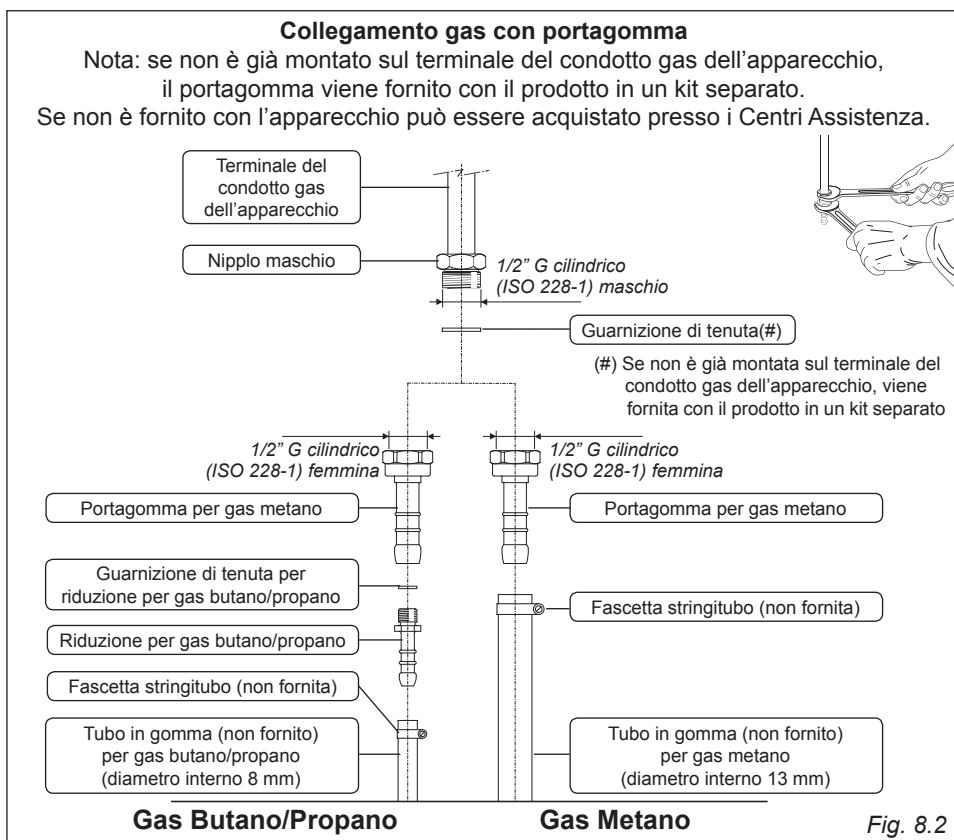 Collegamento gas con portagomma
Nota: se non è già montato sul terminale del condotto gas dell’apparecchio,
il portagomma viene fornito con il prodotto in un kit separato.
Se non è fornito con l’apparecchio può essere acquistato presso i Centri Assistenza.
Terminale del
condotto gas
dell’apparecchio
Nipplo maschio
1/2” G cilindrico
(ISO 228-1) maschio
Guarnizione di tenuta(#)
(#) Se non è già montata sul terminale del
condotto gas dell’apparecchio, viene
fornita con il prodotto in un kit separato
1/2” G cilindrico
(ISO 228-1) femmina
1/2” G cilindrico
(ISO 228-1) femmina
Portagomma per gas metano
Portagomma per gas metano
Guarnizione di tenuta per
riduzione per gas butano/propano
Fascetta stringitubo (non fornita)
Riduzione per gas butano/propano
Fascetta stringitubo (non fornita)
Tubo in gomma (non fornito)
per gas butano/propano
(diametro interno 8 mm)
Tubo in gomma (non fornito)
per gas metano
(diametro interno 13 mm)
Gas Butano/Propano
Gas Metano
Fig. 8.2